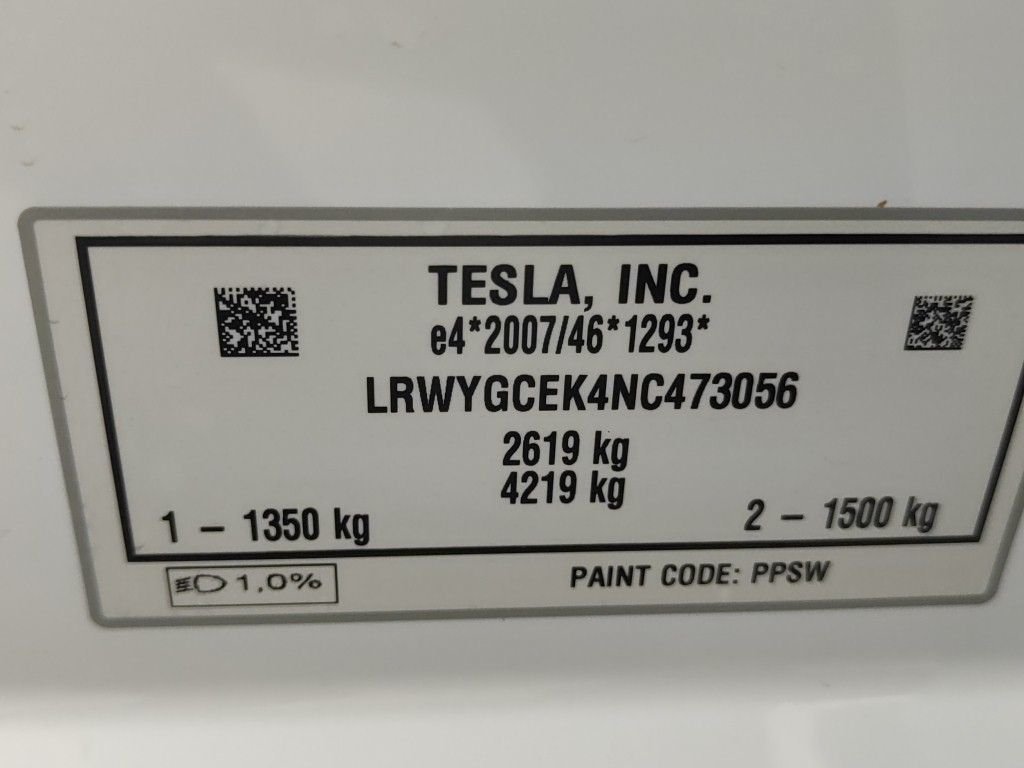 TESLA, INC.
e4*2007/46*1293*
LRWYGCEK4NC473056
2619 kg
4219 kg
1 – 1350 kg
2 – 1500 kg
1,0%
PAINT CODE: PPSW